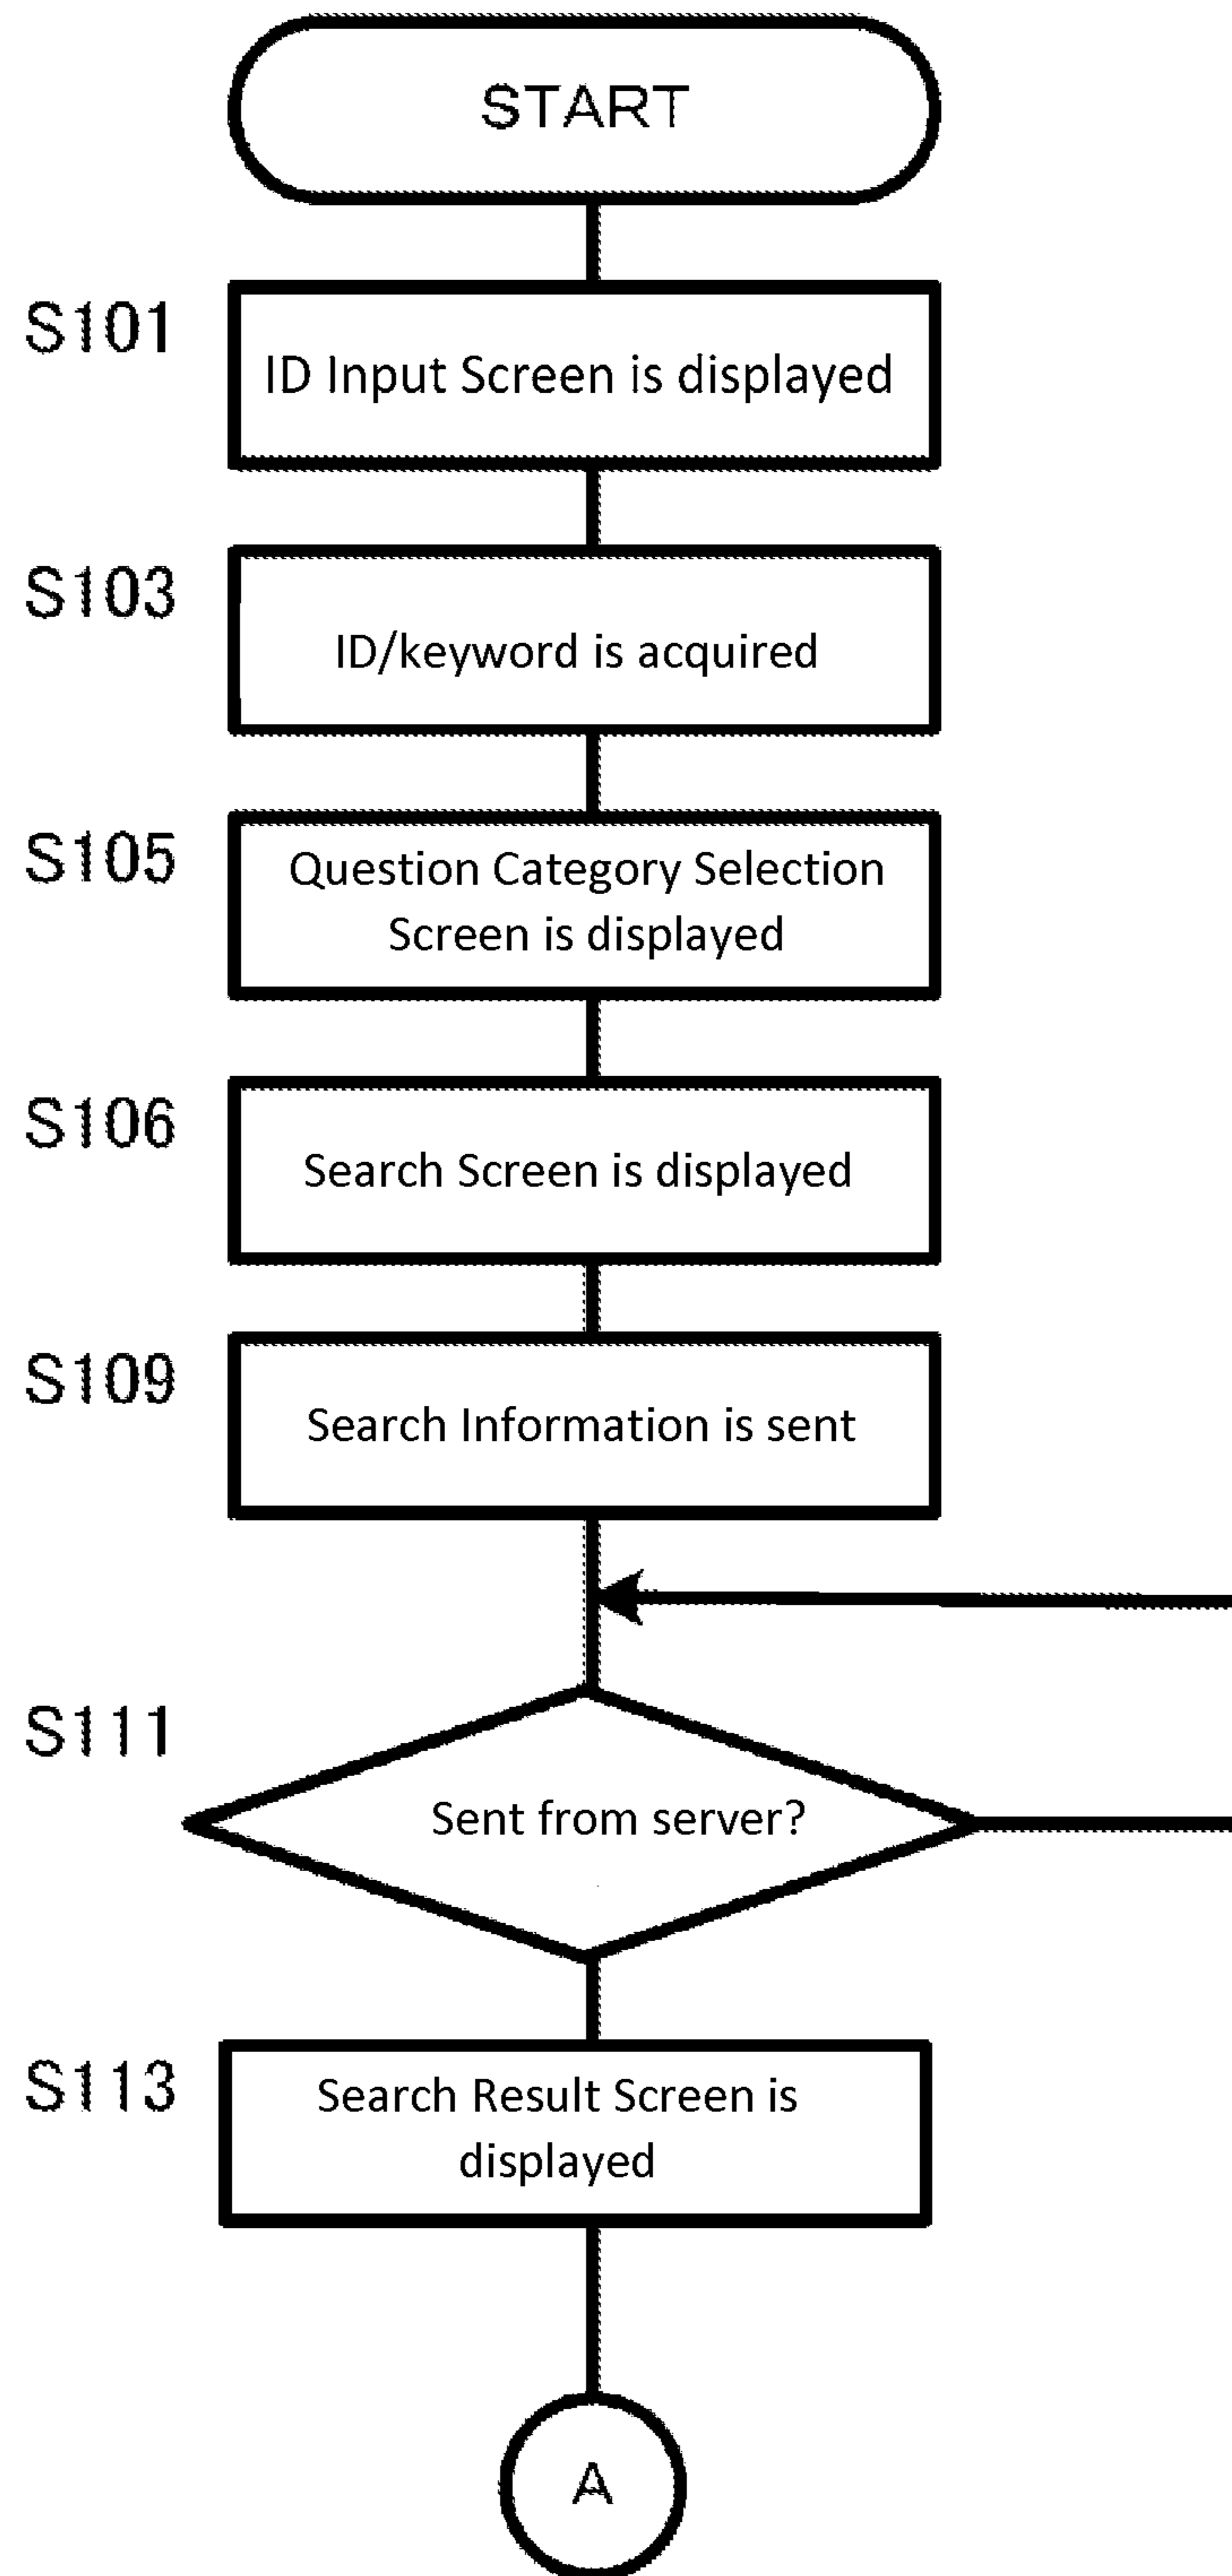 START
S101
ID Input Screen is displayed
S103
ID/keyword is acquired
S105
Question Category Selection
Screen is displayed
S106
Search Screen is displayed
S109
Search Information is sent
S111
Sent from server?
S113
Search Result Screen is
displayed
A